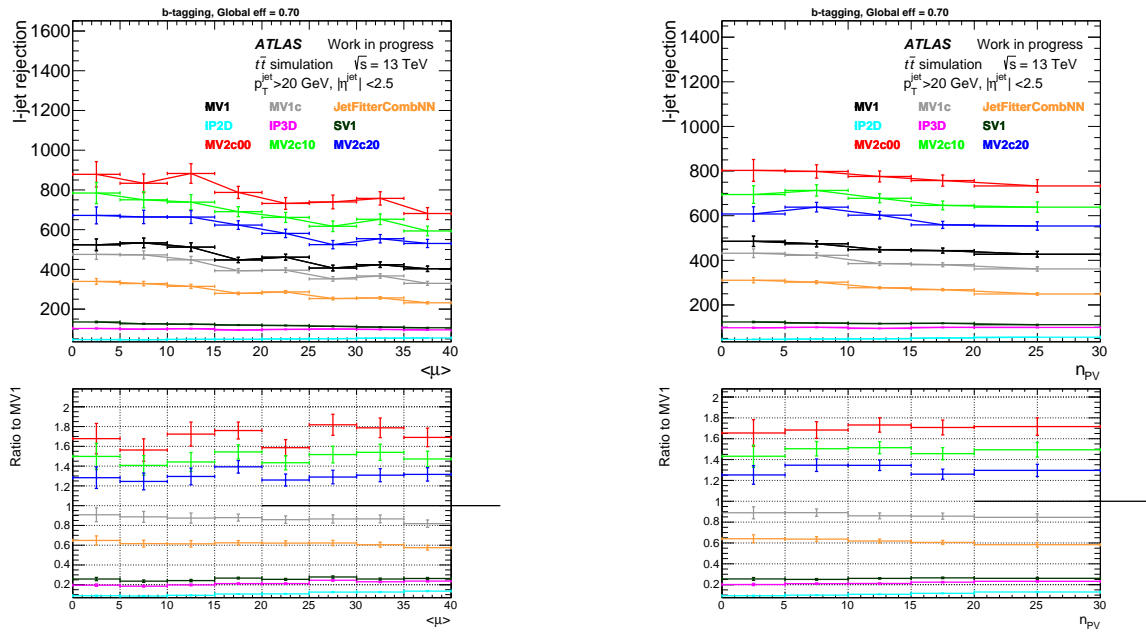 b-tagging, Global eff = 0.70
l-jet rejection
1600
1400
1200
1000
800
600
400
200
ATLAS Work in progress
tt̄ simulation √s = 13 TeV
p_T^jet >20 GeV, |η^jet| <2.5
MV1 MV1c JetFitterCombNN
IP2D IP3D SV1
MV2c00 MV2c10 MV2c20
0 5 10 15 20 25 30 35 40
<μ>
Ratio to MV1
2
1.8
1.6
1.4
1.2
1
0.8
0.6
0.4
0.2
0 5 10 15 20 25 30 35 40
<μ>
b-tagging, Global eff = 0.70
l-jet rejection
1400
1200
1000
800
600
400
200
ATLAS Work in progress
tt̄ simulation √s = 13 TeV
p_T^jet >20 GeV, |η^jet| <2.5
MV1 MV1c JetFitterCombNN
IP2D IP3D SV1
MV2c00 MV2c10 MV2c20
0 5 10 15 20 25 30
n_PV
Ratio to MV1
2
1.8
1.6
1.4
1.2
1
0.8
0.6
0.4
0.2
0 5 10 15 20 25 30
n_PV